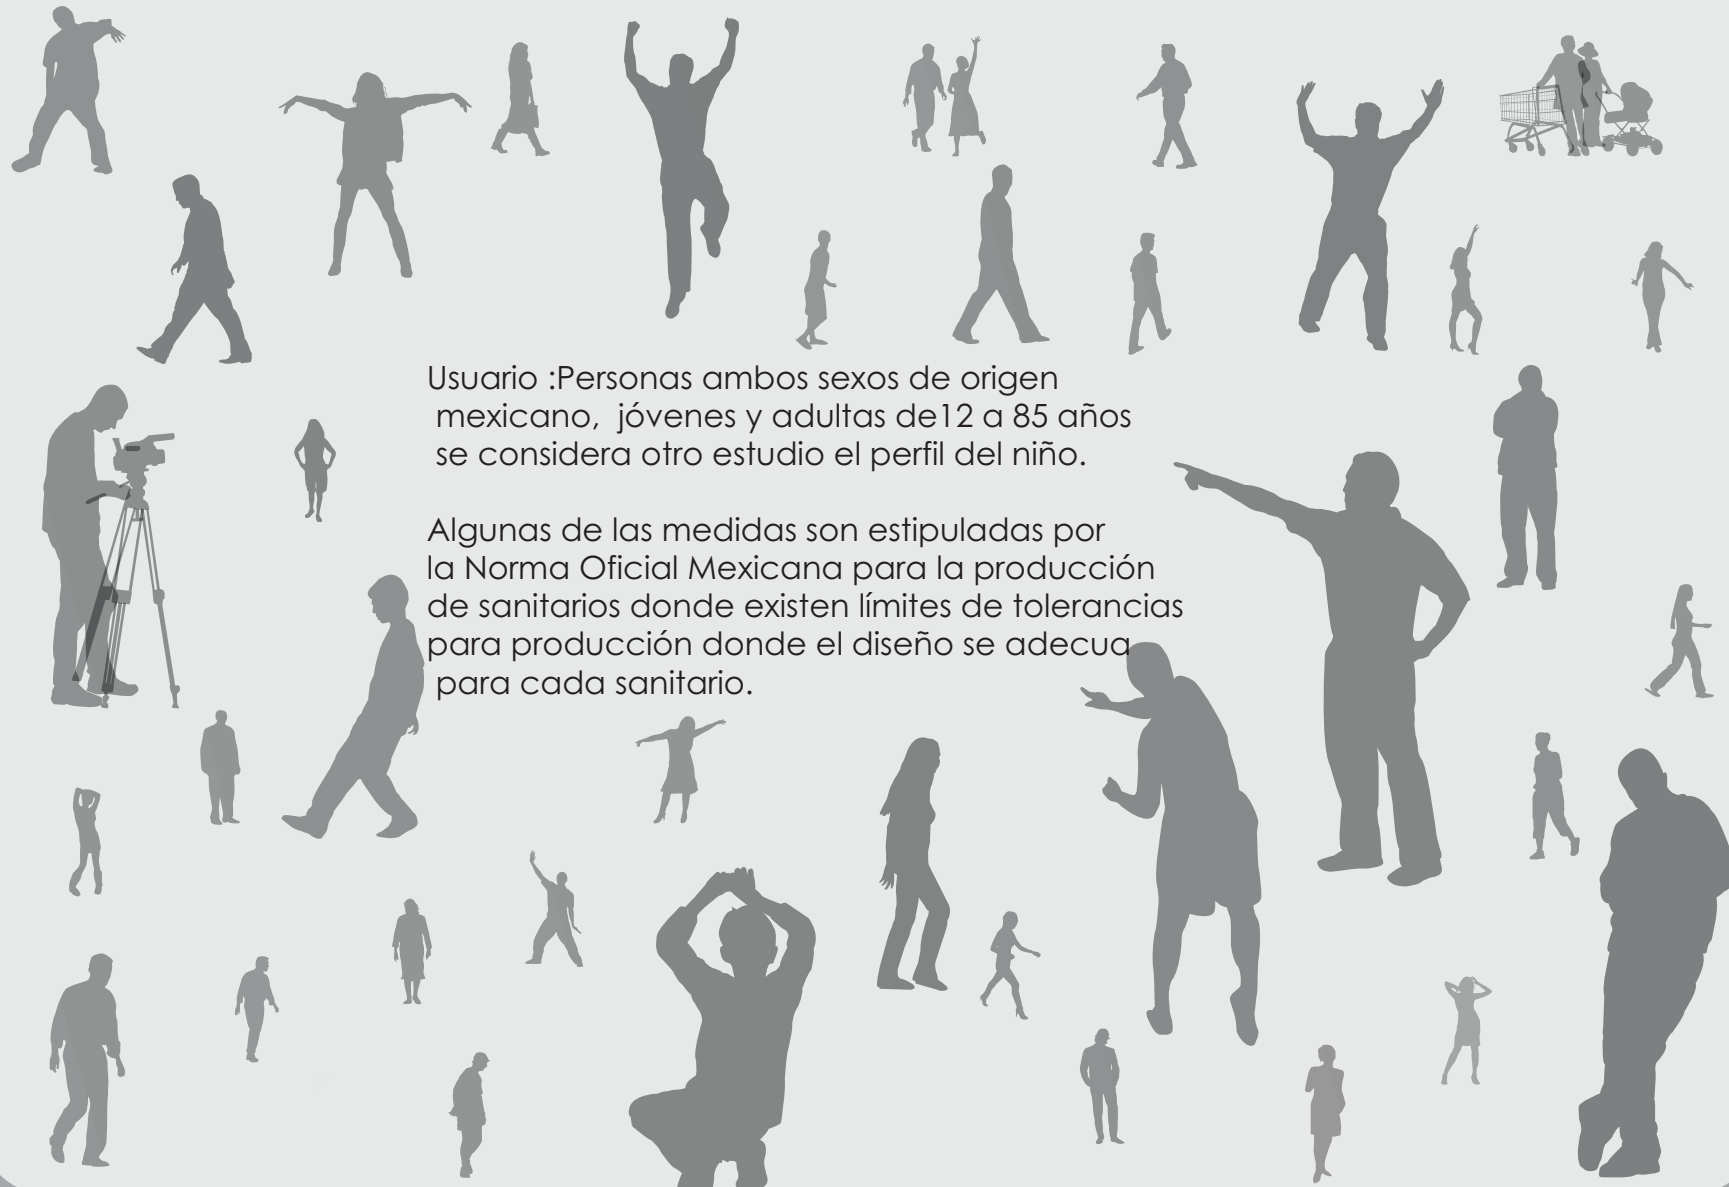 Usuario :Personas ambos sexos de origen
mexicano, jóvenes y adultas de12 a 85 años
se considera otro estudio el perfil del niño.
Algunas de las medidas son estipuladas por
la Norma Oficial Mexicana para la producción
de sanitarios donde existen límites de tolerancias
para producción donde el diseño se adecua
para cada sanitario.